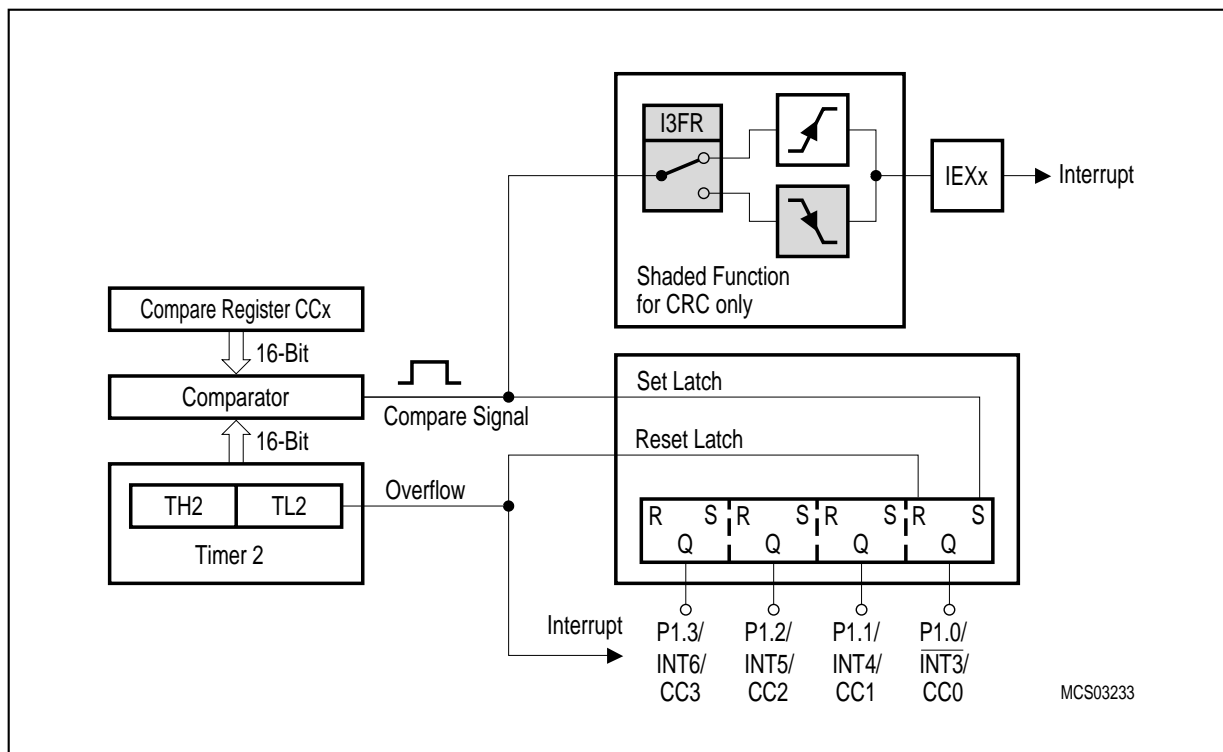 I3FR
IEXx
Interrupt
Shaded Function
for CRC only
Compare Register CCx
16-Bit
Comparator
Compare Signal
16-Bit
TH2
TL2
Timer 2
Overflow
Set Latch
Reset Latch
R S R S R S R S
Q Q Q Q
Interrupt
P1.3/
INT6/
CC3
P1.2/
INT5/
CC2
P1.1/
INT4/
CC1
P1.0/
I̅N̅T̅3̅/
CC0
MCS03233